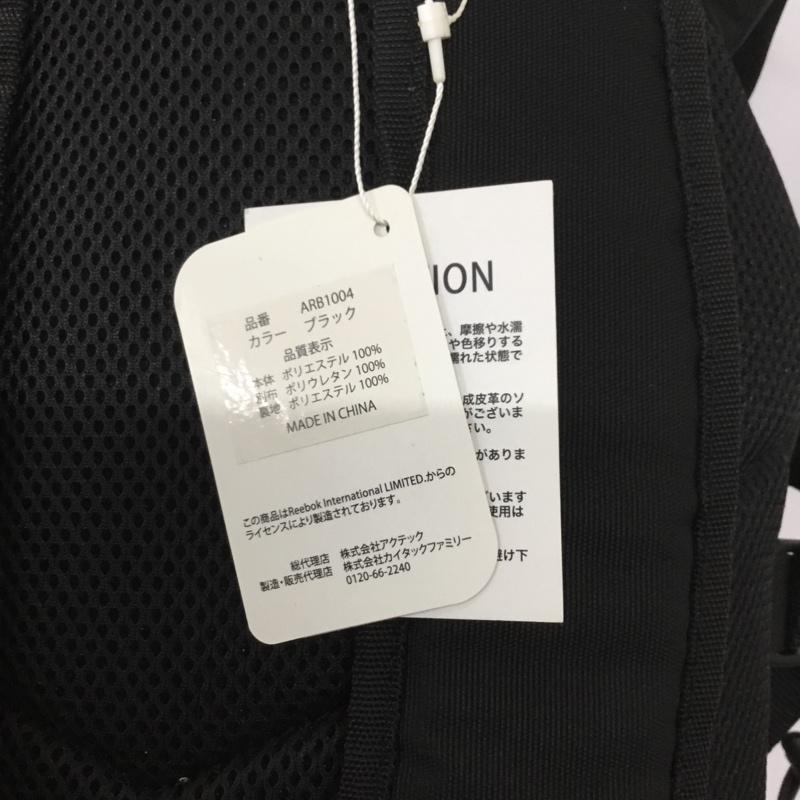 品番 ARB1004
カラー ブラック
品質表示
本体 ポリエステル 100%
別布 ポリウレタン 100%
裏地 ポリエステル 100%
MADE IN CHINA
この商品はReebok International LIMITED.からの
ライセンスにより製造されております。
総代理店 株式会社アクテック
製造・販売代理店 株式会社カイタックファミリー
0120-66-2240
ION
、摩擦や水濡
や色移りする
濡れた状態で
成皮革のソ
がございま
さい。
がありま
ざいます
使用は
避け下